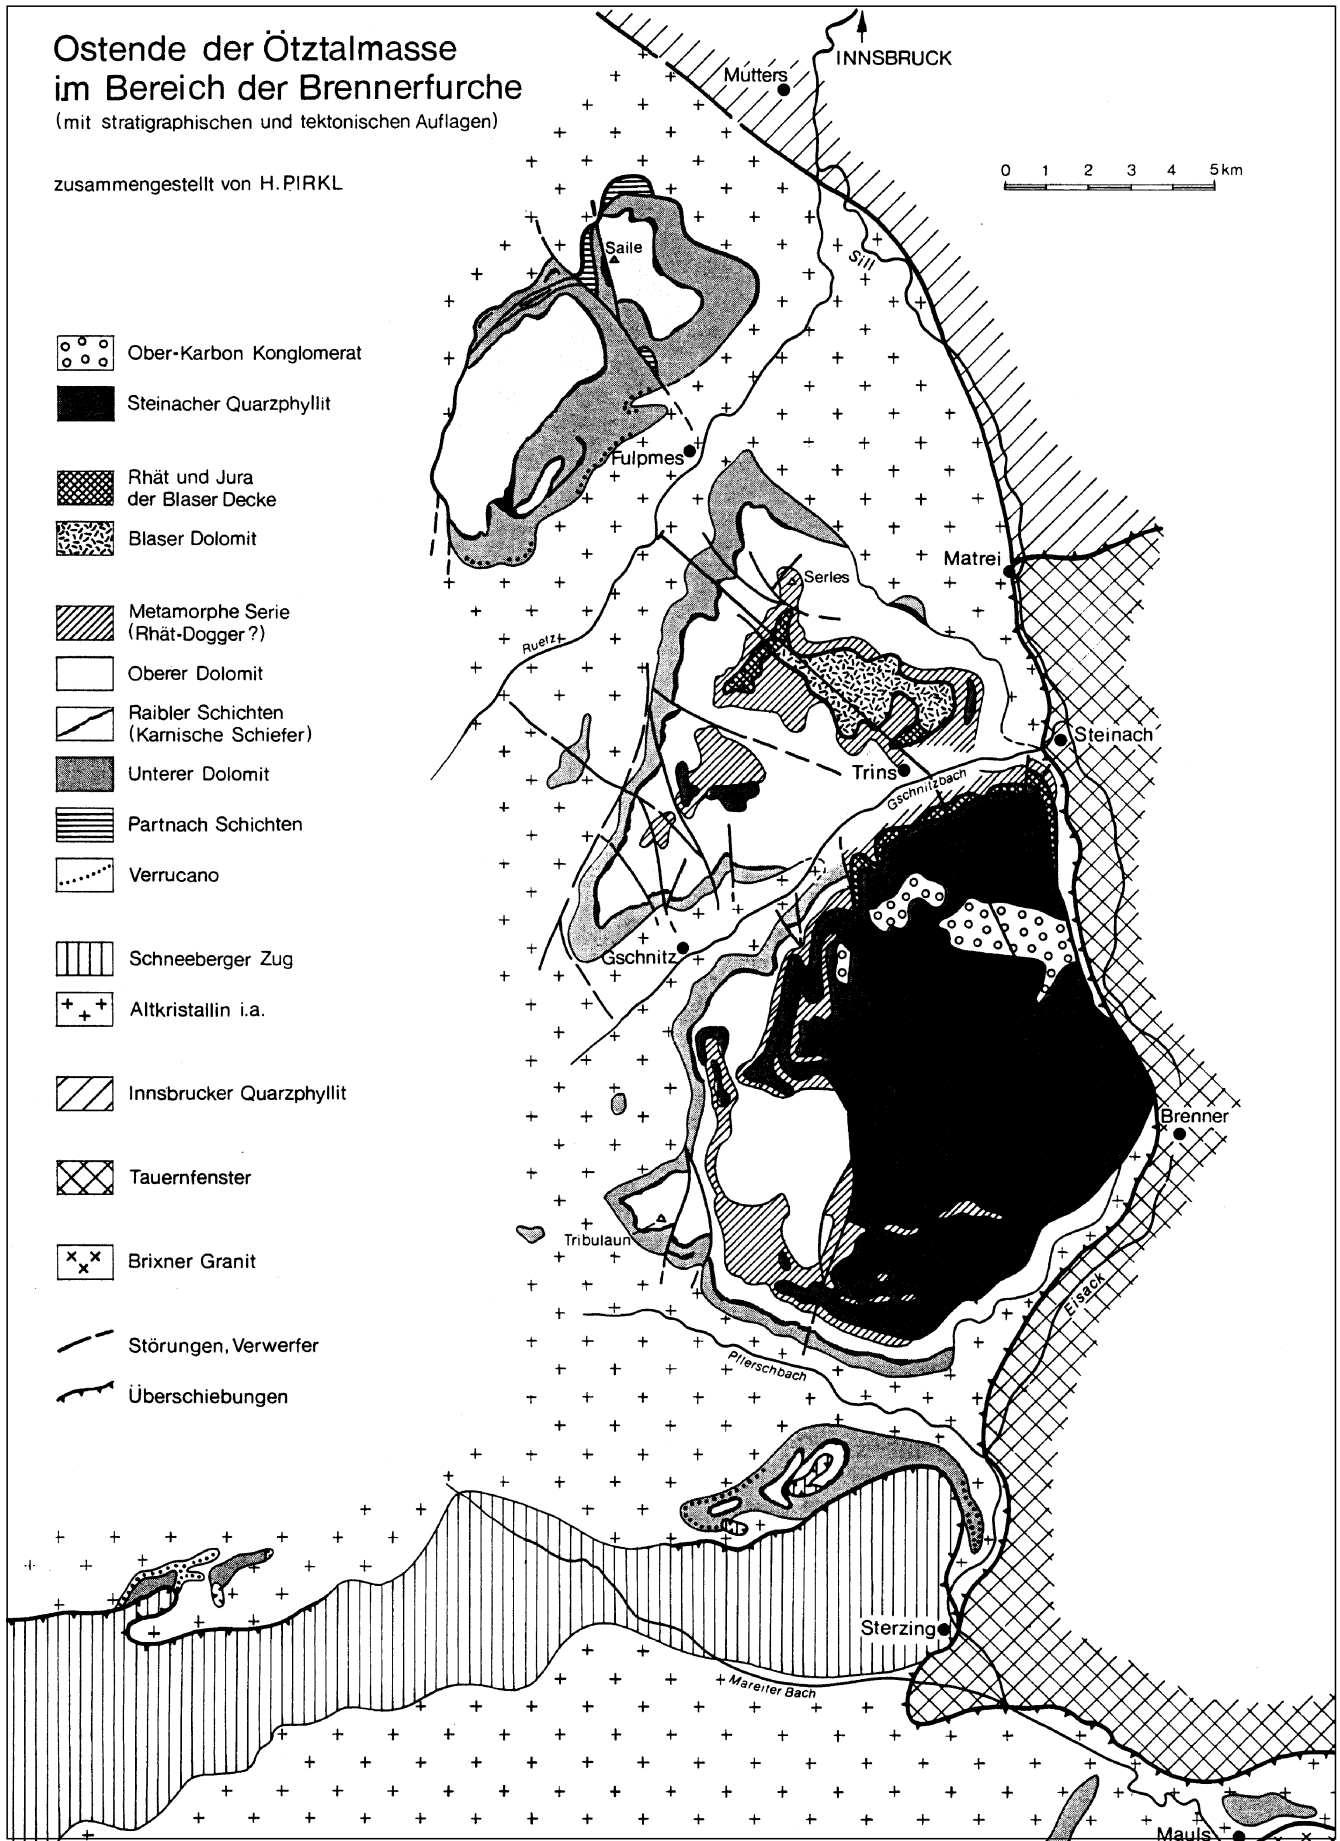 Ostende der Ötztalmasse
im Bereich der Brennerfurche
(mit stratigraphischen und tektonischen Auflagen)
zusammengestellt von H. PIRKL
INNSBRUCK
Mutters
0 1 2 3 4 5 km
Sill
Saile
Ober-Karbon Konglomerat
Steinacher Quarzphyllit
Rhät und Jura
der Blaser Decke
Blaser Dolomit
Metamorphe Serie
(Rhät-Dogger?)
Oberer Dolomit
Raibler Schichten
(Karnische Schiefer)
Unterer Dolomit
Partnach Schichten
Verrucano
Schneeberger Zug
Altkristallin i.a.
Innsbrucker Quarzphyllit
Tauernfenster
Brixner Granit
Störungen, Verwerfer
Überschiebungen
Fulpmes
Matrei
Serles
Ruetz
Steinach
Trins
Gschnitzbach
Gschnitz
Brenner
Tribulaun
Eisack
Pflerschbach
Sterzing
Mareiter Bach
Mauls